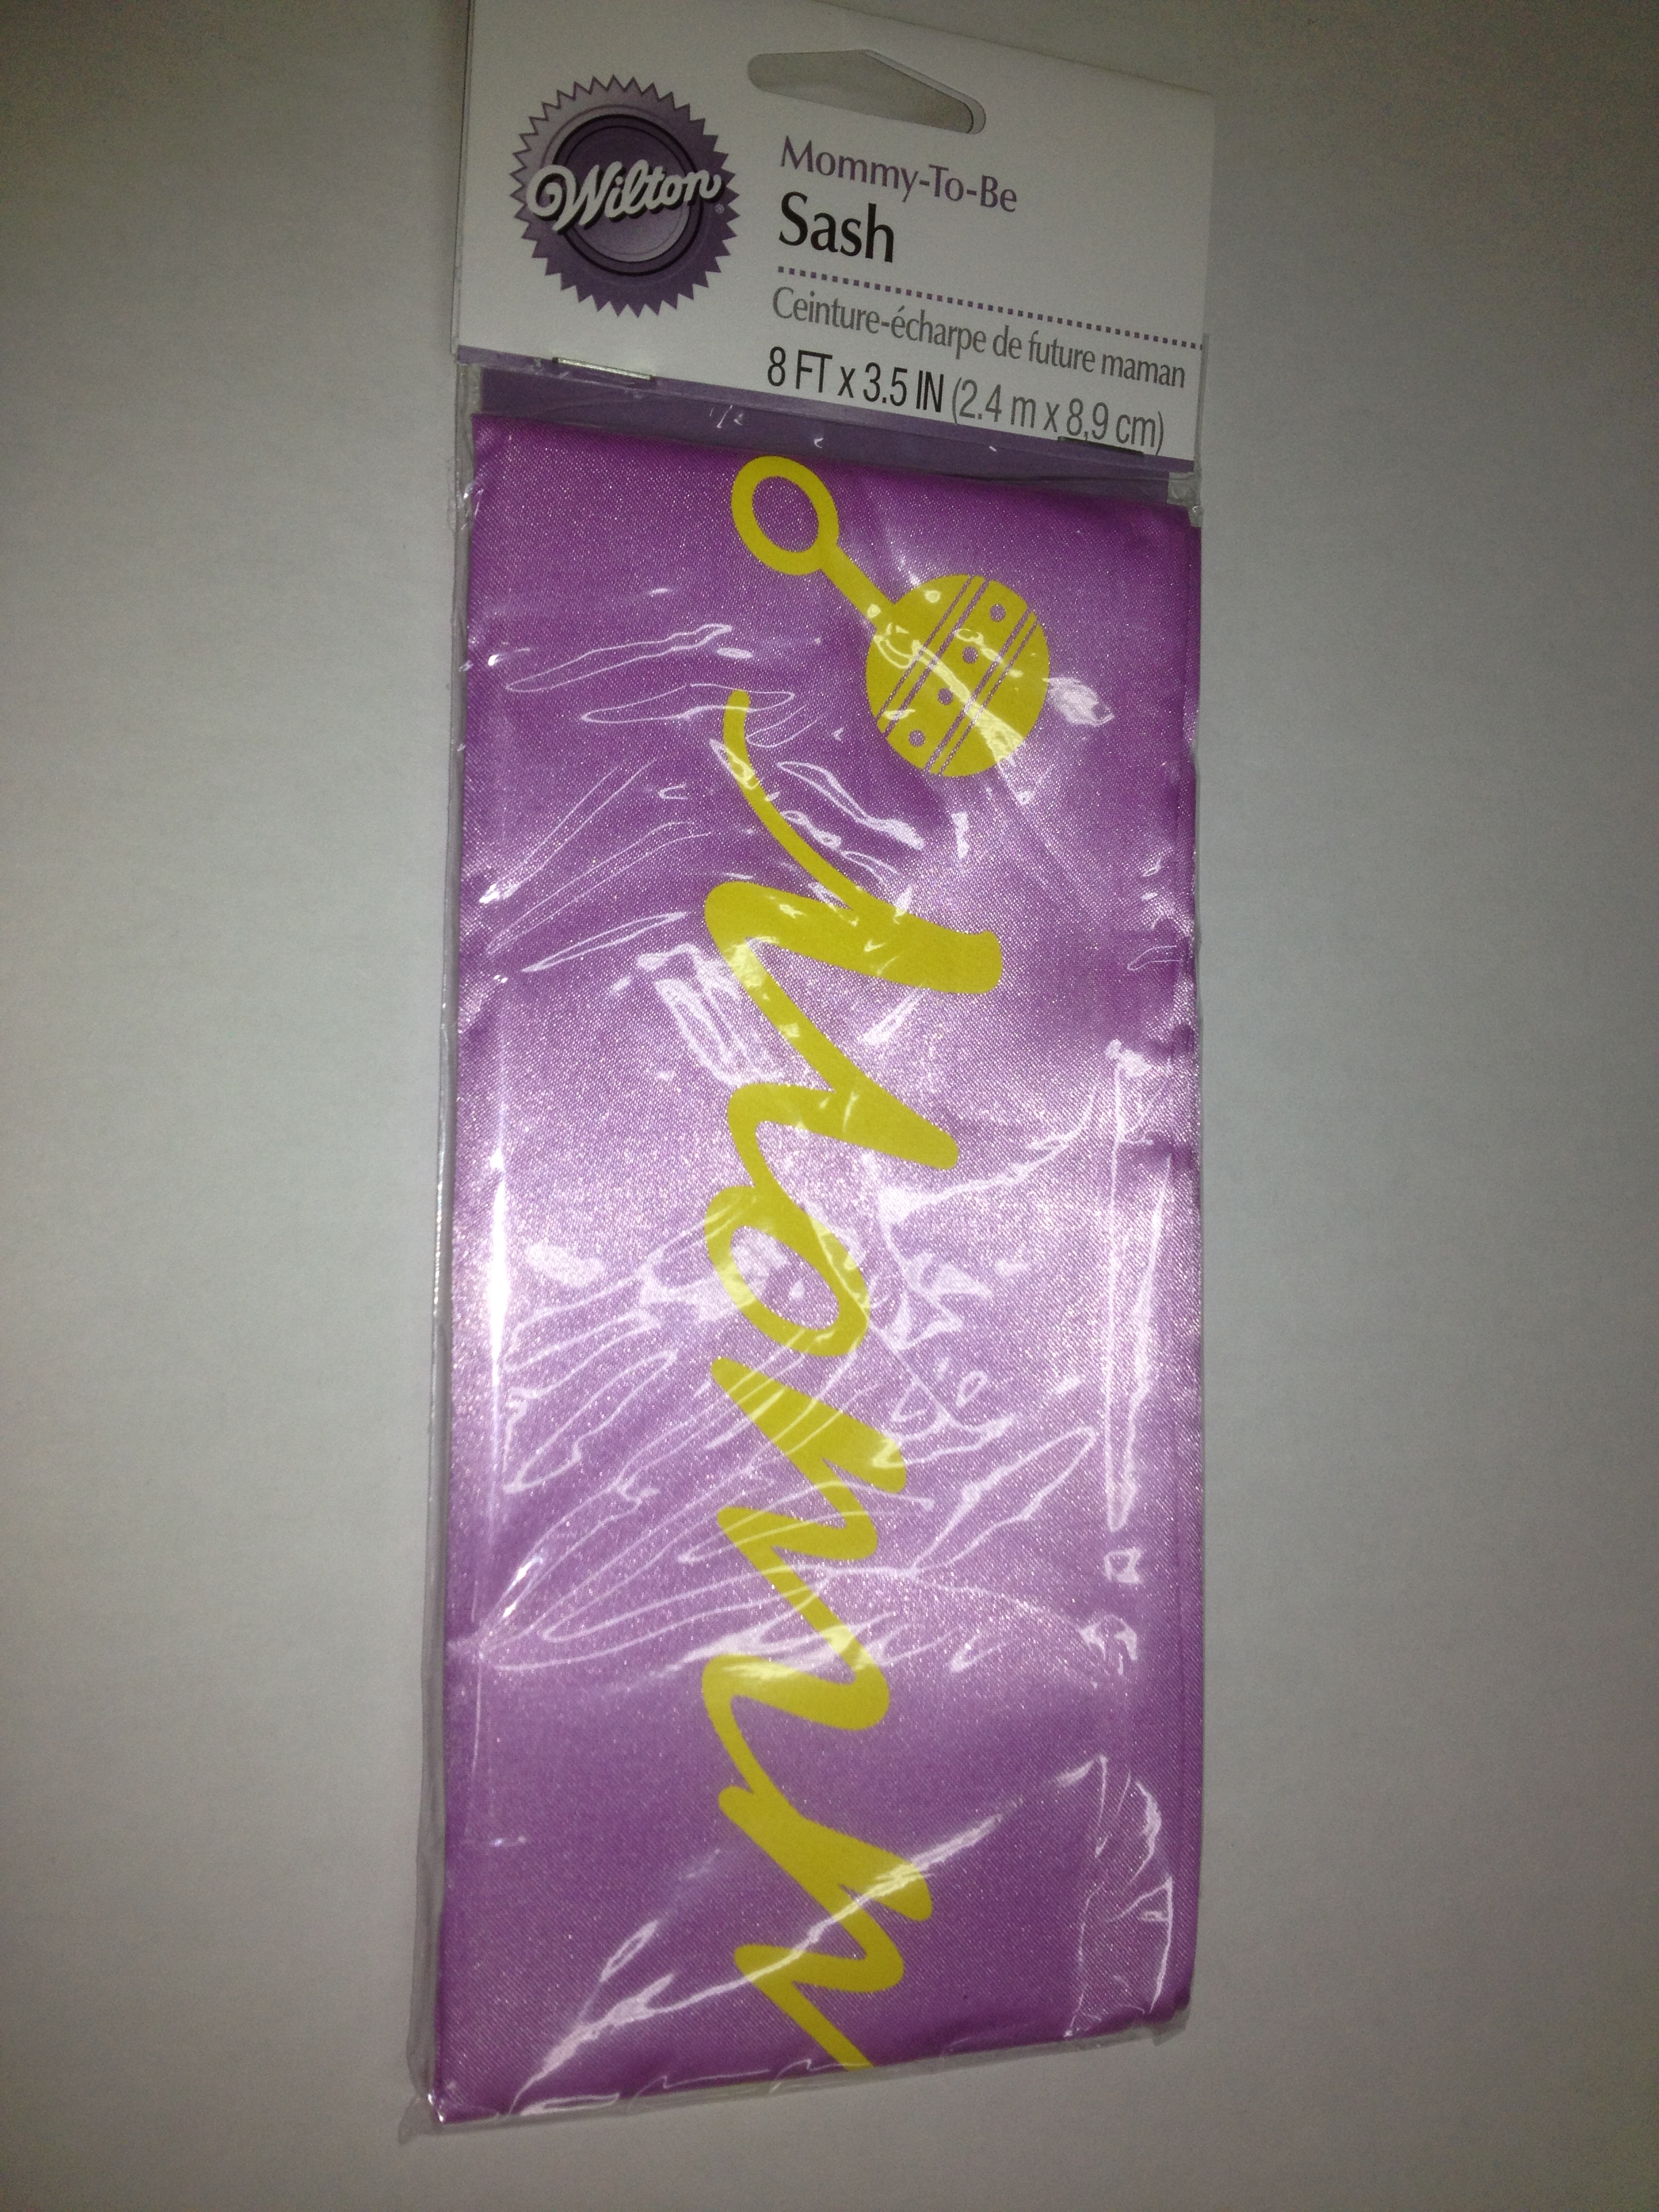 Wilton
Mommy-To-Be
Sash
Ceinture-écharpe de future maman
8 FT x 3.5 IN (2.4 m x 8,9 cm)
Momm